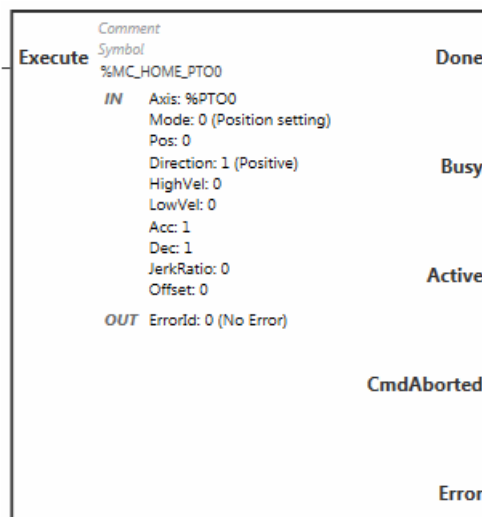 Comment
Execute Symbol Done
%MC_HOME_PTO0
IN Axis: %PTO0
Mode: 0 (Position setting)
Pos: 0
Direction: 1 (Positive) Busy
HighVel: 0
LowVel: 0
Acc: 1
Dec: 1
JerkRatio: 0 Active
Offset: 0
OUT ErrorId: 0 (No Error)
CmdAborted
Error